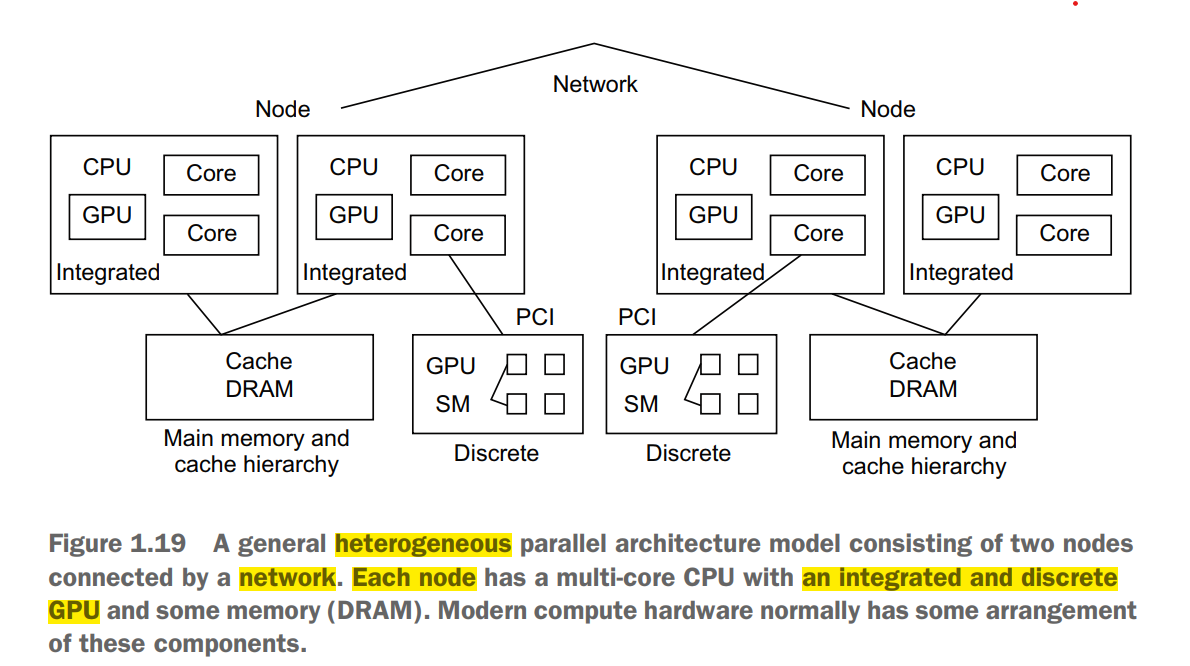 Network
Node
Node
CPU
Core
GPU
Core
Integrated
CPU
Core
GPU
Core
Integrated
CPU
Core
GPU
Core
Integrated
CPU
Core
GPU
Core
Integrated
Cache
DRAM
Main memory and
cache hierarchy
PCI
GPU
SM
Discrete
PCI
GPU
SM
Discrete
Cache
DRAM
Main memory and
cache hierarchy
Figure 1.19 A general heterogeneous parallel architecture model consisting of two nodes
connected by a network. Each node has a multi-core CPU with an integrated and discrete
GPU and some memory (DRAM). Modern compute hardware normally has some arrangement
of these components.